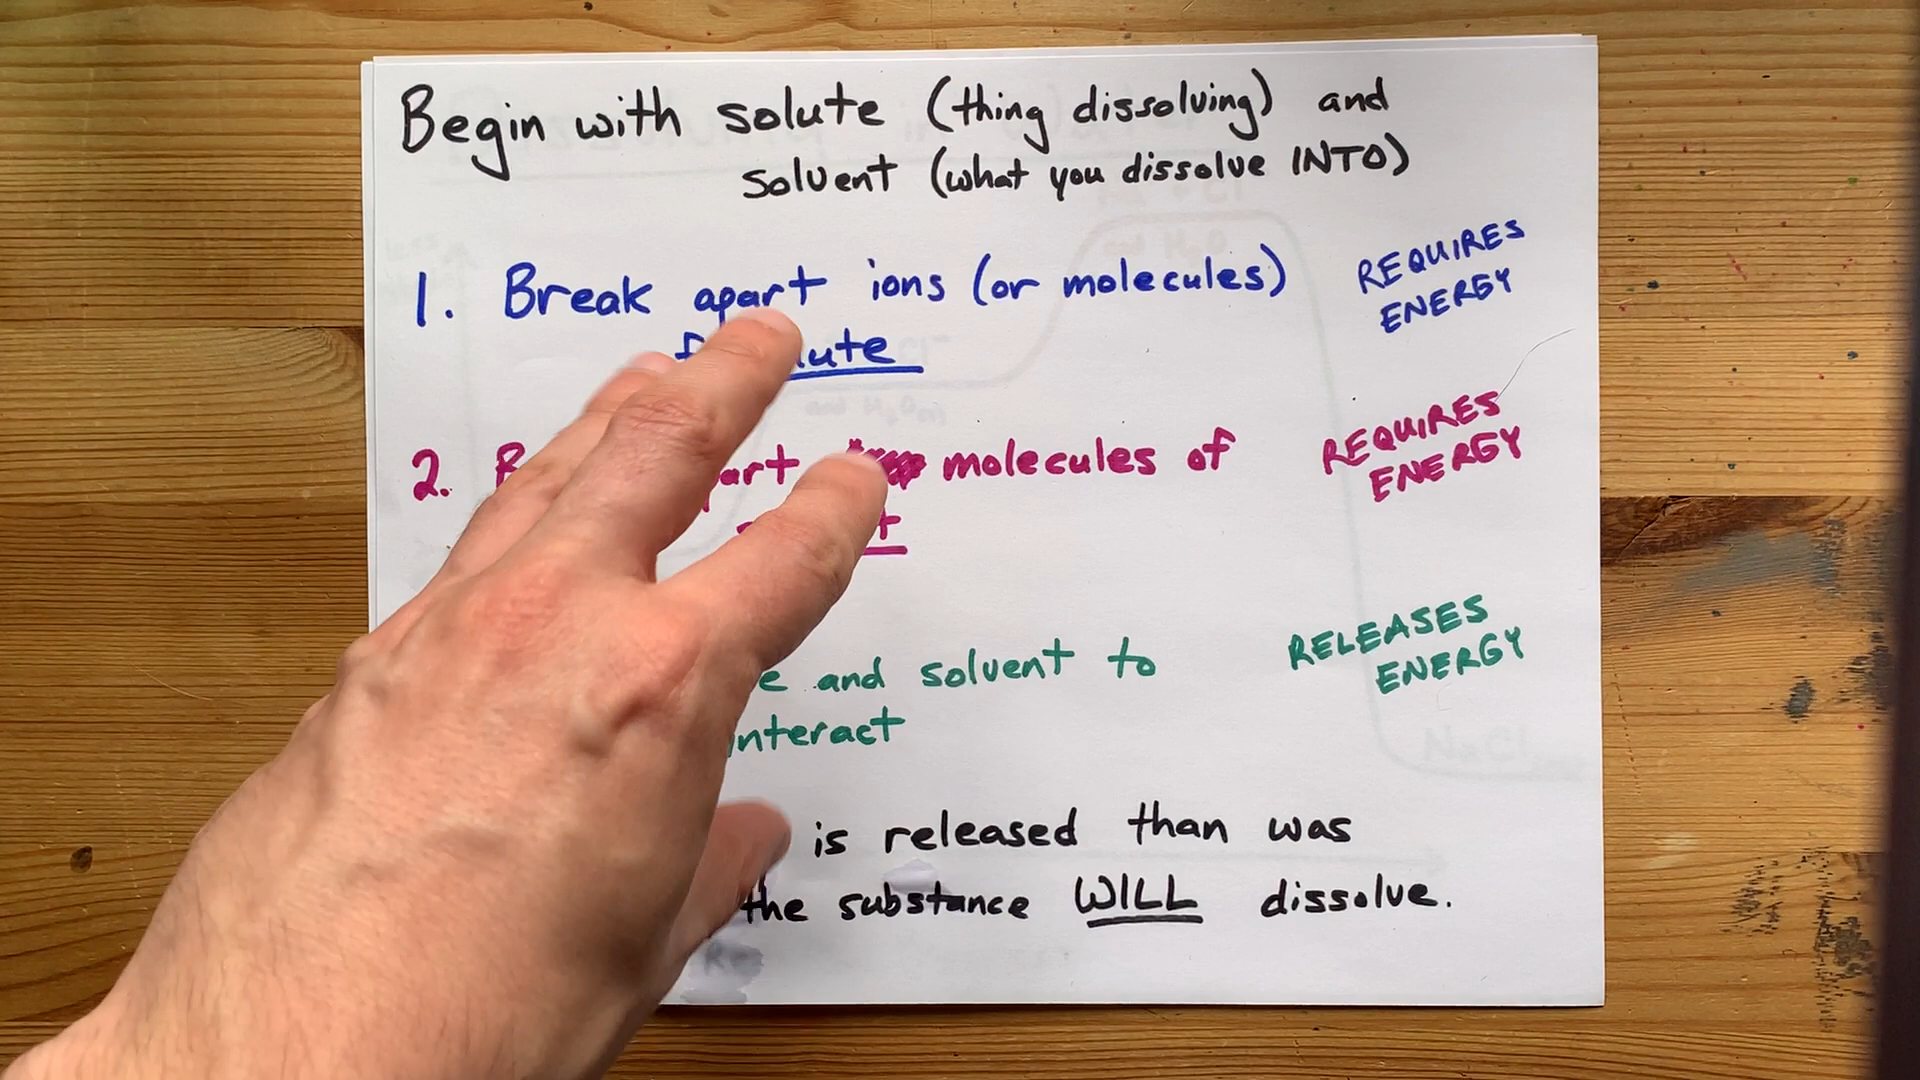 Begin with solute (thing dissolving) and
solvent (what you dissolve INTO)
1. Break apart ions (or molecules)
REQUIRES
ENERGY
2. molecules of
REQUIRES
ENERGY
and solvent to
interact
RELEASES
ENERGY
is released than was
the substance WILL dissolve.